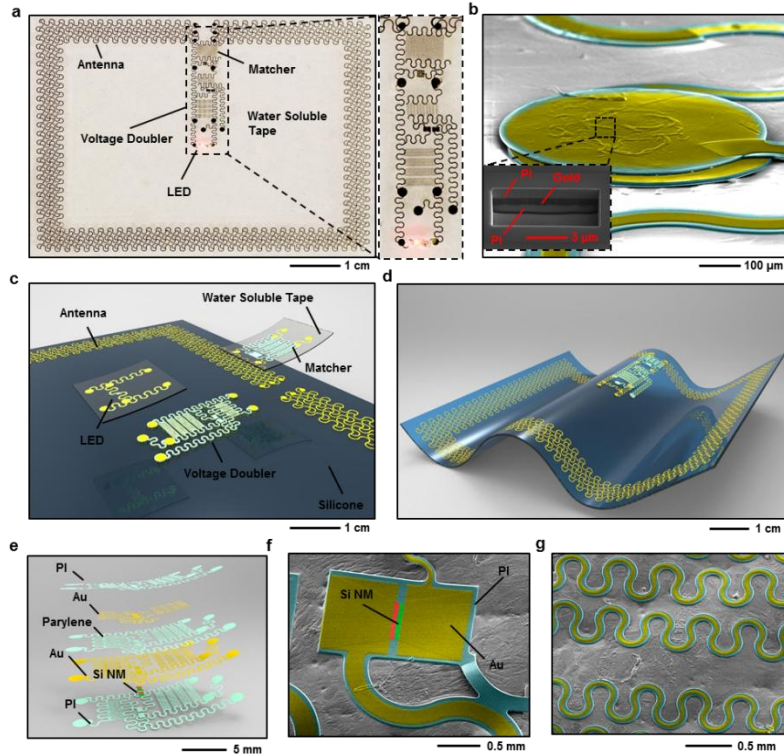 a
Antenna
Matcher
Voltage Doubler
Water Soluble
Tape
LED
1 cm
b
PI
Gold
PI
3 µm
100 µm
c
Antenna
Water Soluble Tape
Matcher
LED
Voltage Doubler
Silicone
1 cm
d
1 cm
e
PI
Au
Parylene
Au
Si NM
PI
5 mm
f
PI
Si NM
Au
0.5 mm
g
0.5 mm